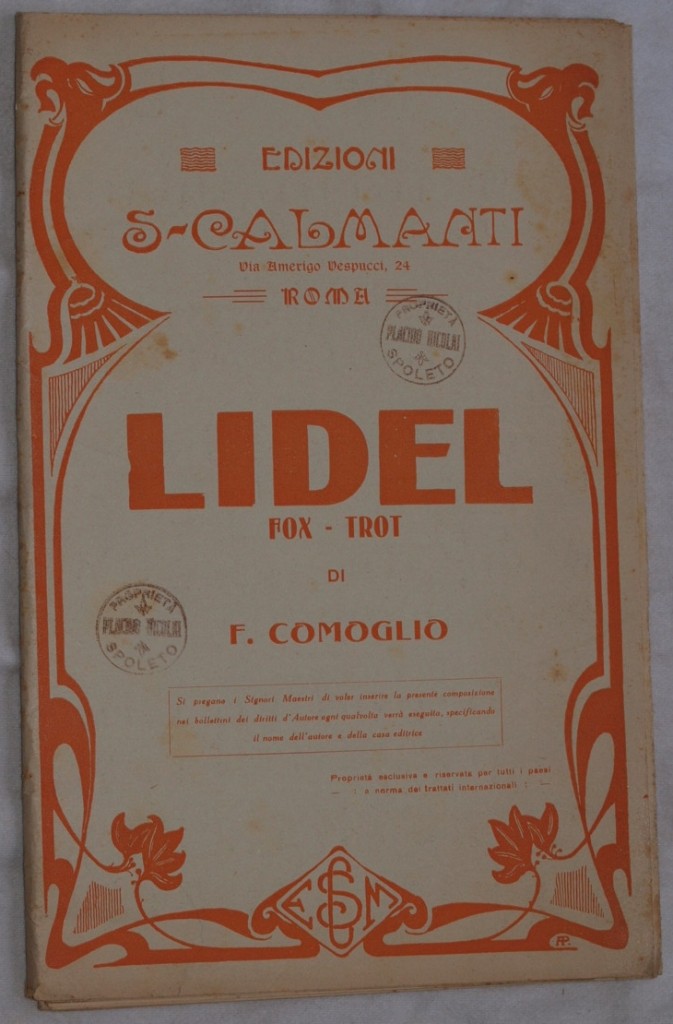 EDIZIONI
S-CALMANTI
Via Amerigo Vespucci, 24
ROMA
PROPRIETÀ
PLACIDO NICOLAI
SPOLETO
LIDEL
FOX - TROT
DI
F. COMOGLIO
PROPRIETÀ
PLACIDO NICOLAI
SPOLETO
Si pregano i Signori Maestri di voler inserire la presente composizione
nei bollettini dei diritti d'Autore ogni qualvolta verrà eseguita, specificando
il nome dell'autore e della casa editrice
Proprietà esclusiva e riservata per tutti i paesi
— : a norma dei trattati internazionali : —
ESCM
AP